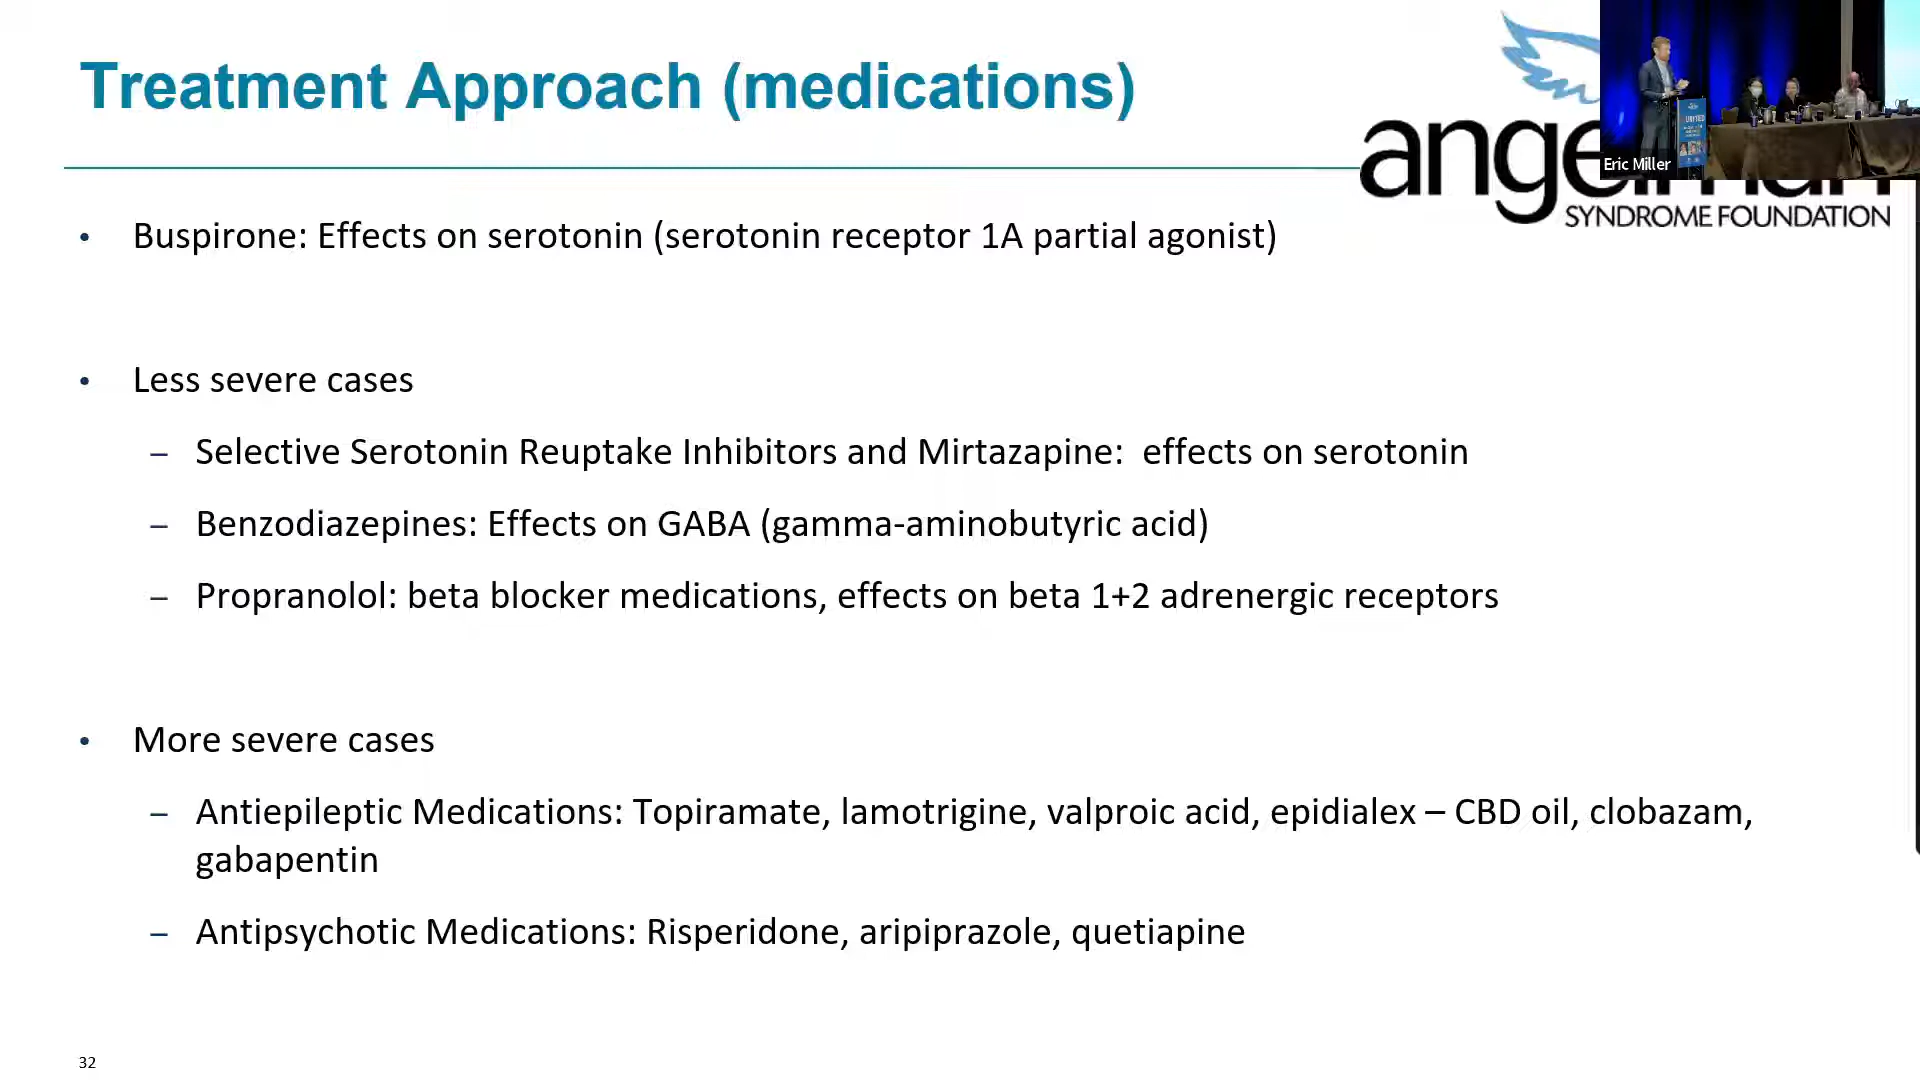 Treatment Approach (medications)
Eric Miller
SYNDROME FOUNDATION
• Buspirone: Effects on serotonin (serotonin receptor 1A partial agonist)
• Less severe cases
– Selective Serotonin Reuptake Inhibitors and Mirtazapine:  effects on serotonin
– Benzodiazepines: Effects on GABA (gamma-aminobutyric acid)
– Propranolol: beta blocker medications, effects on beta 1+2 adrenergic receptors
• More severe cases
– Antiepileptic Medications: Topiramate, lamotrigine, valproic acid, epidialex – CBD oil, clobazam,
gabapentin
– Antipsychotic Medications: Risperidone, aripiprazole, quetiapine
32